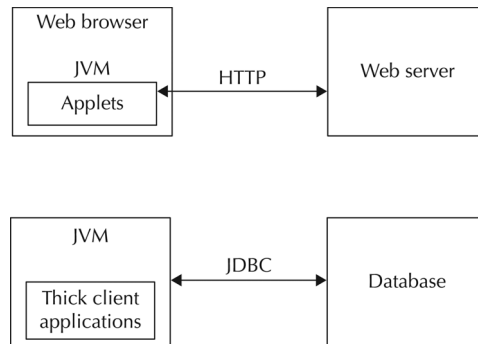 Web browser
JVM
Applets
HTTP
Web server
JVM
Thick client
applications
JDBC
Database